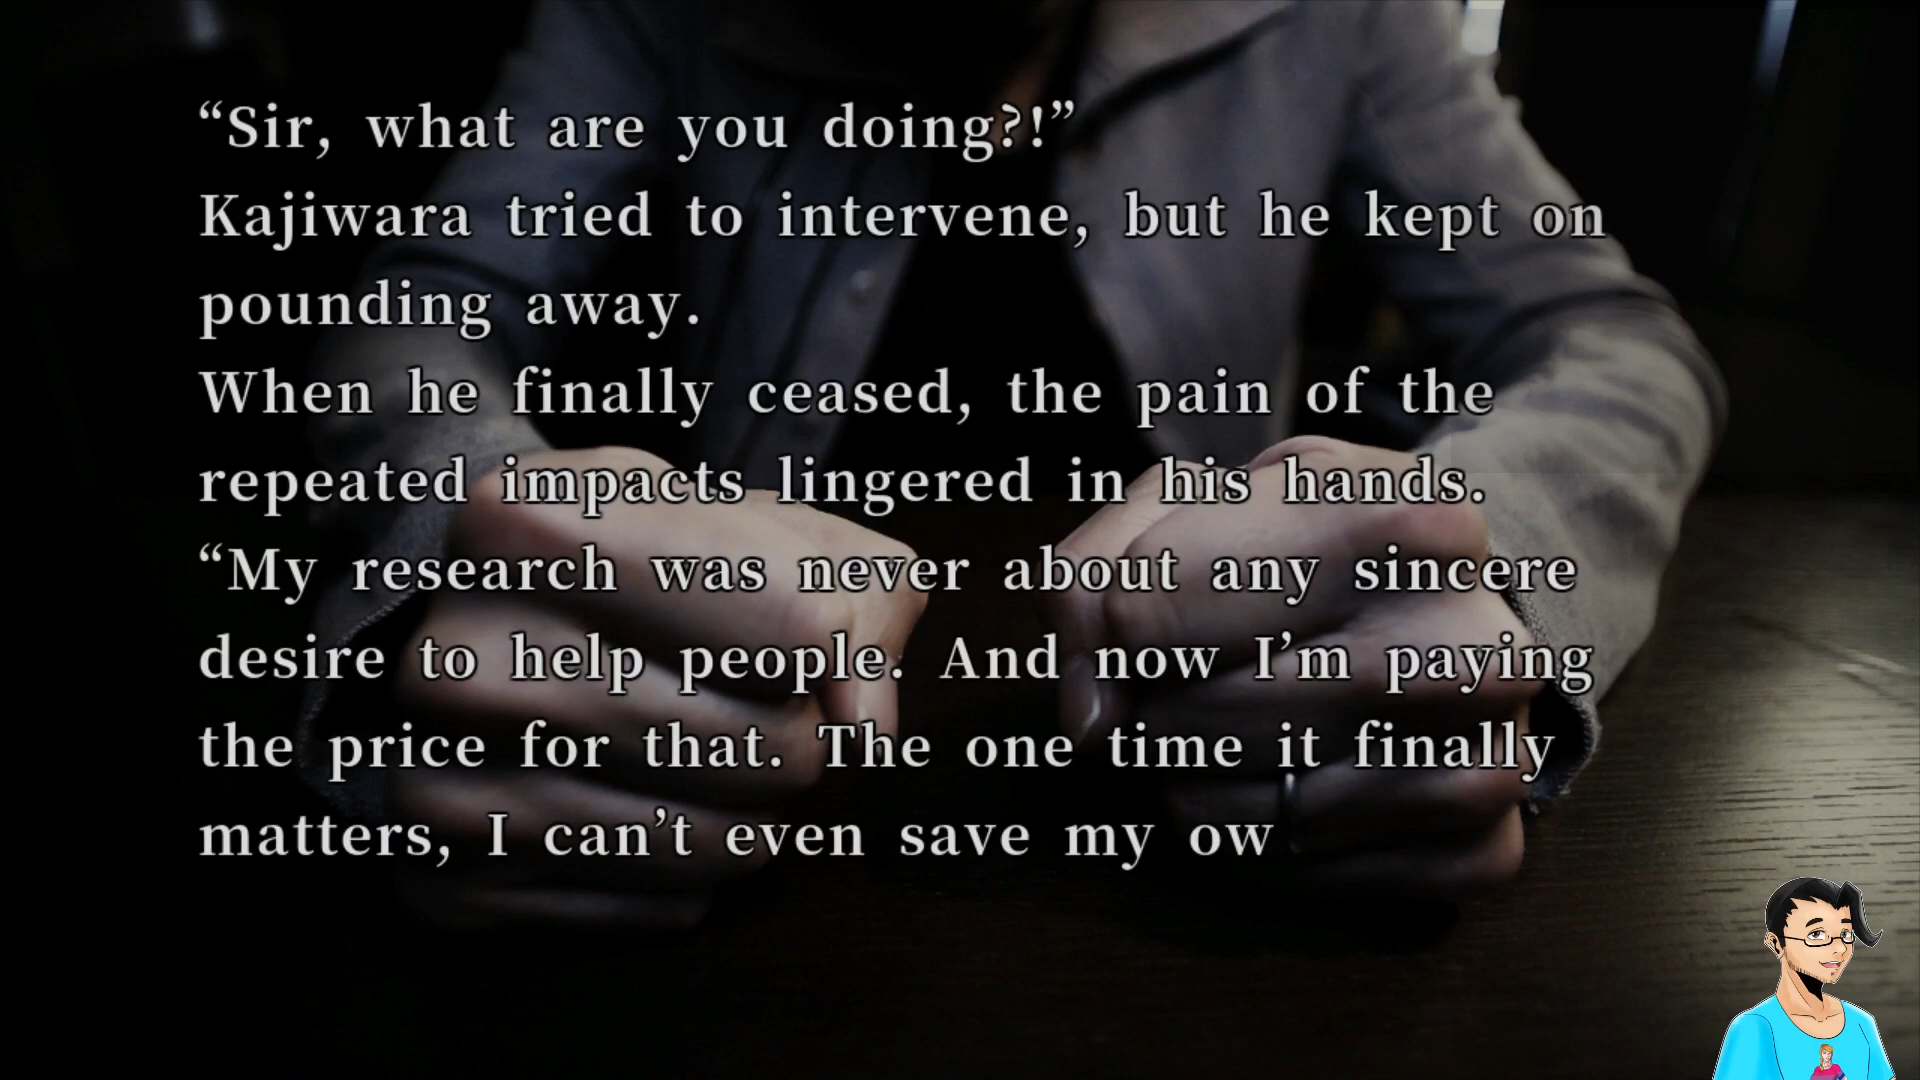 “Sir, what are you doing?!”
Kajiwara tried to intervene, but he kept on
pounding away.
When he finally ceased, the pain of the
repeated impacts lingered in his hands.
“My research was never about any sincere
desire to help people. And now I’m paying
the price for that. The one time it finally
matters, I can’t even save my ow